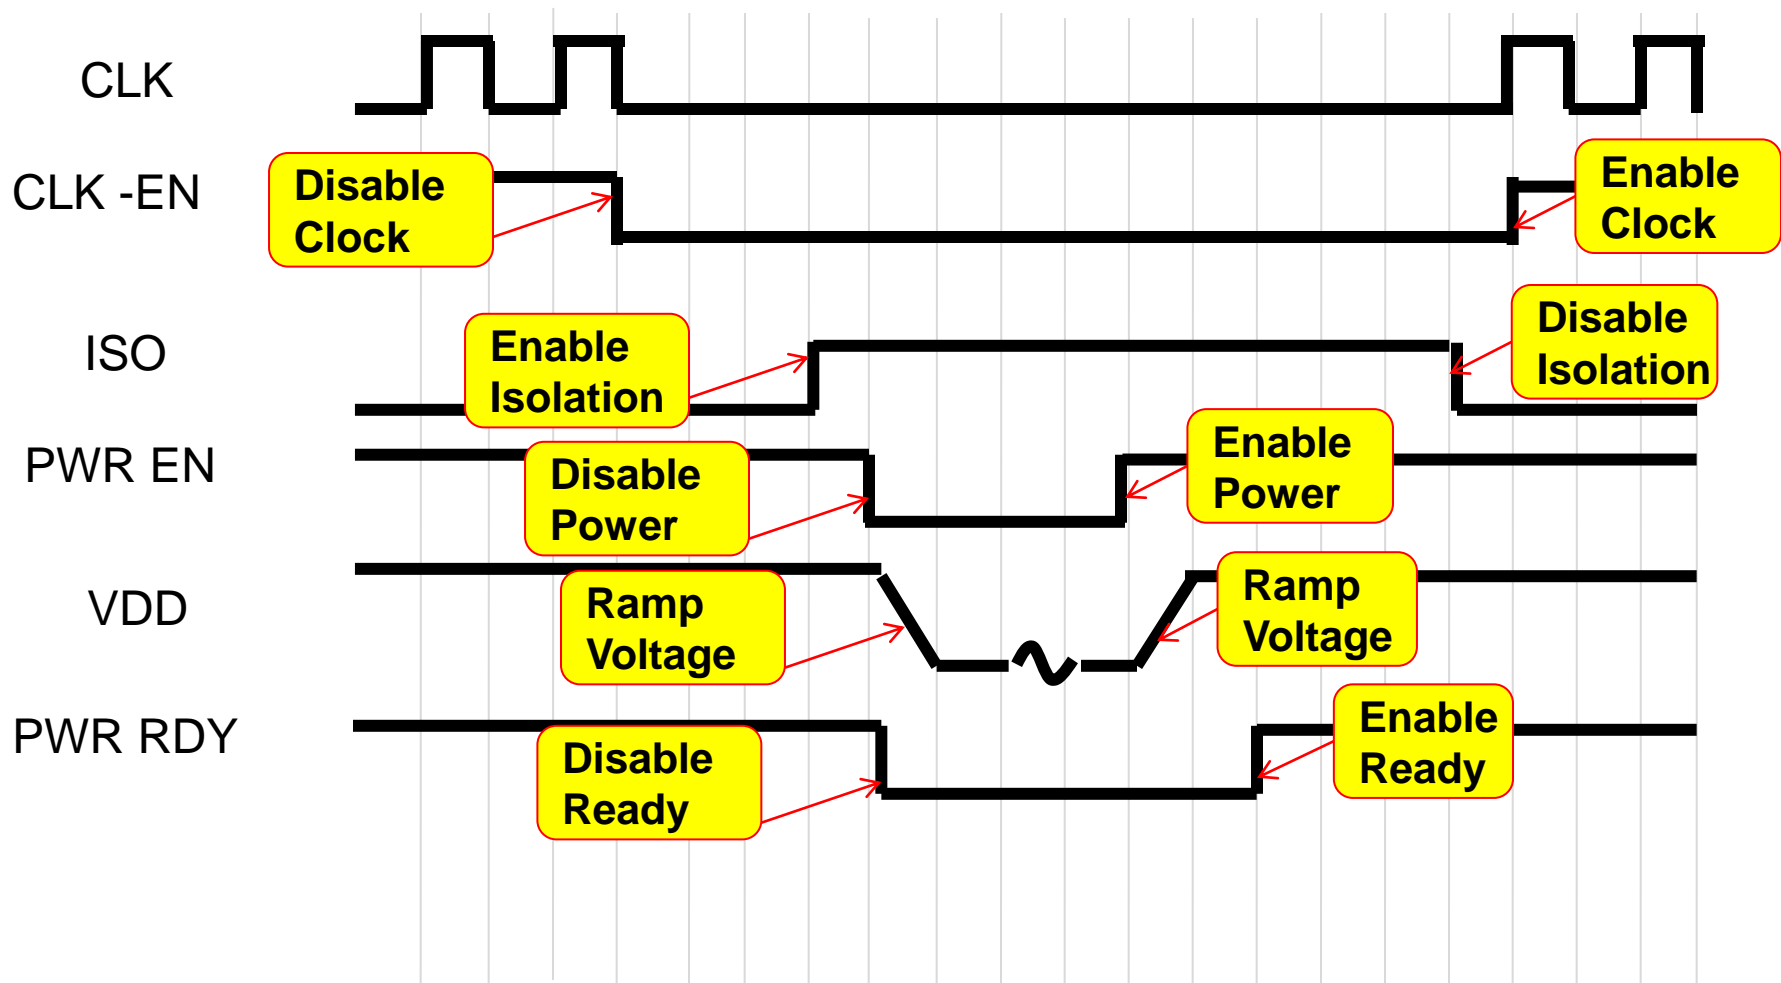 CLK
CLK -EN
Disable
Clock
Enable
Clock
ISO
Enable
Isolation
Disable
Isolation
PWR EN
Disable
Power
Enable
Power
VDD
Ramp
Voltage
Ramp
Voltage
PWR RDY
Disable
Ready
Enable
Ready